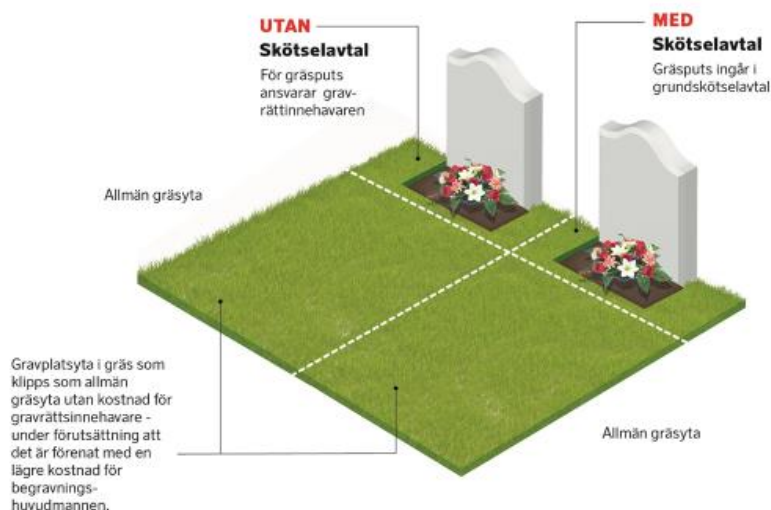 UTAN
Skötselavtal
För gräsputs
ansvarar grav-
rättinnehavaren
MED
Skötselavtal
Gräsputs ingår i
grundskötselavtal
Allmän gräsyta
Gravplatsyta i gräs som
klipps som allmän
gräsyta utan kostnad för
gravrättsinnehavare -
under förutsättning att
det är förenat med en
lägre kostnad för
begravnings-
huvudmannen.
Allmän gräsyta